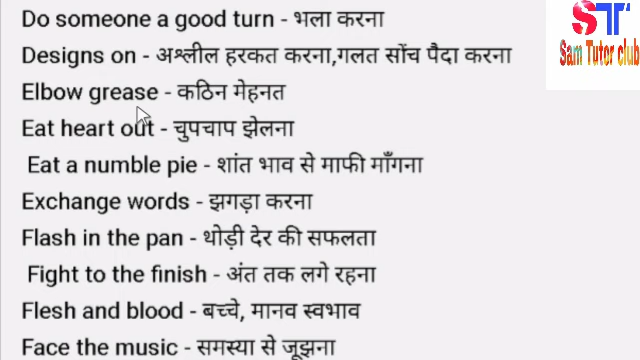 Do someone a good turn - भला करना
Designs on - अश्लील हरकत करना,गलत सोंच पैदा करना
Elbow grease - कठिन मेहनत
Eat heart out - चुपचाप झेलना
Eat a numble pie - शांत भाव से माफी माँगना
Exchange words - झगड़ा करना
Flash in the pan - थोड़ी देर की सफलता
Fight to the finish - अंत तक लगे रहना
Flesh and blood - बच्चे, मानव स्वभाव
Face the music - समस्या से जूझना
ST
Sam Tutor club